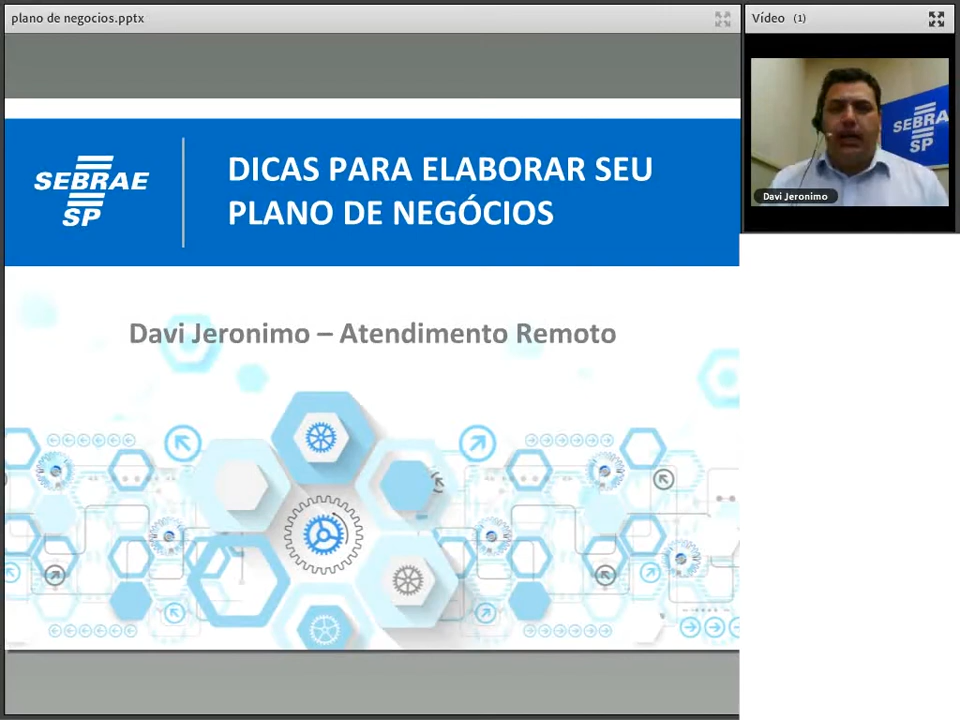 plano de negocios.pptx
Vídeo (1)
SEBRAE
SP
DICAS PARA ELABORAR SEU
PLANO DE NEGÓCIOS
SEBRA
SP
Davi Jeronimo
Davi Jeronimo – Atendimento Remoto